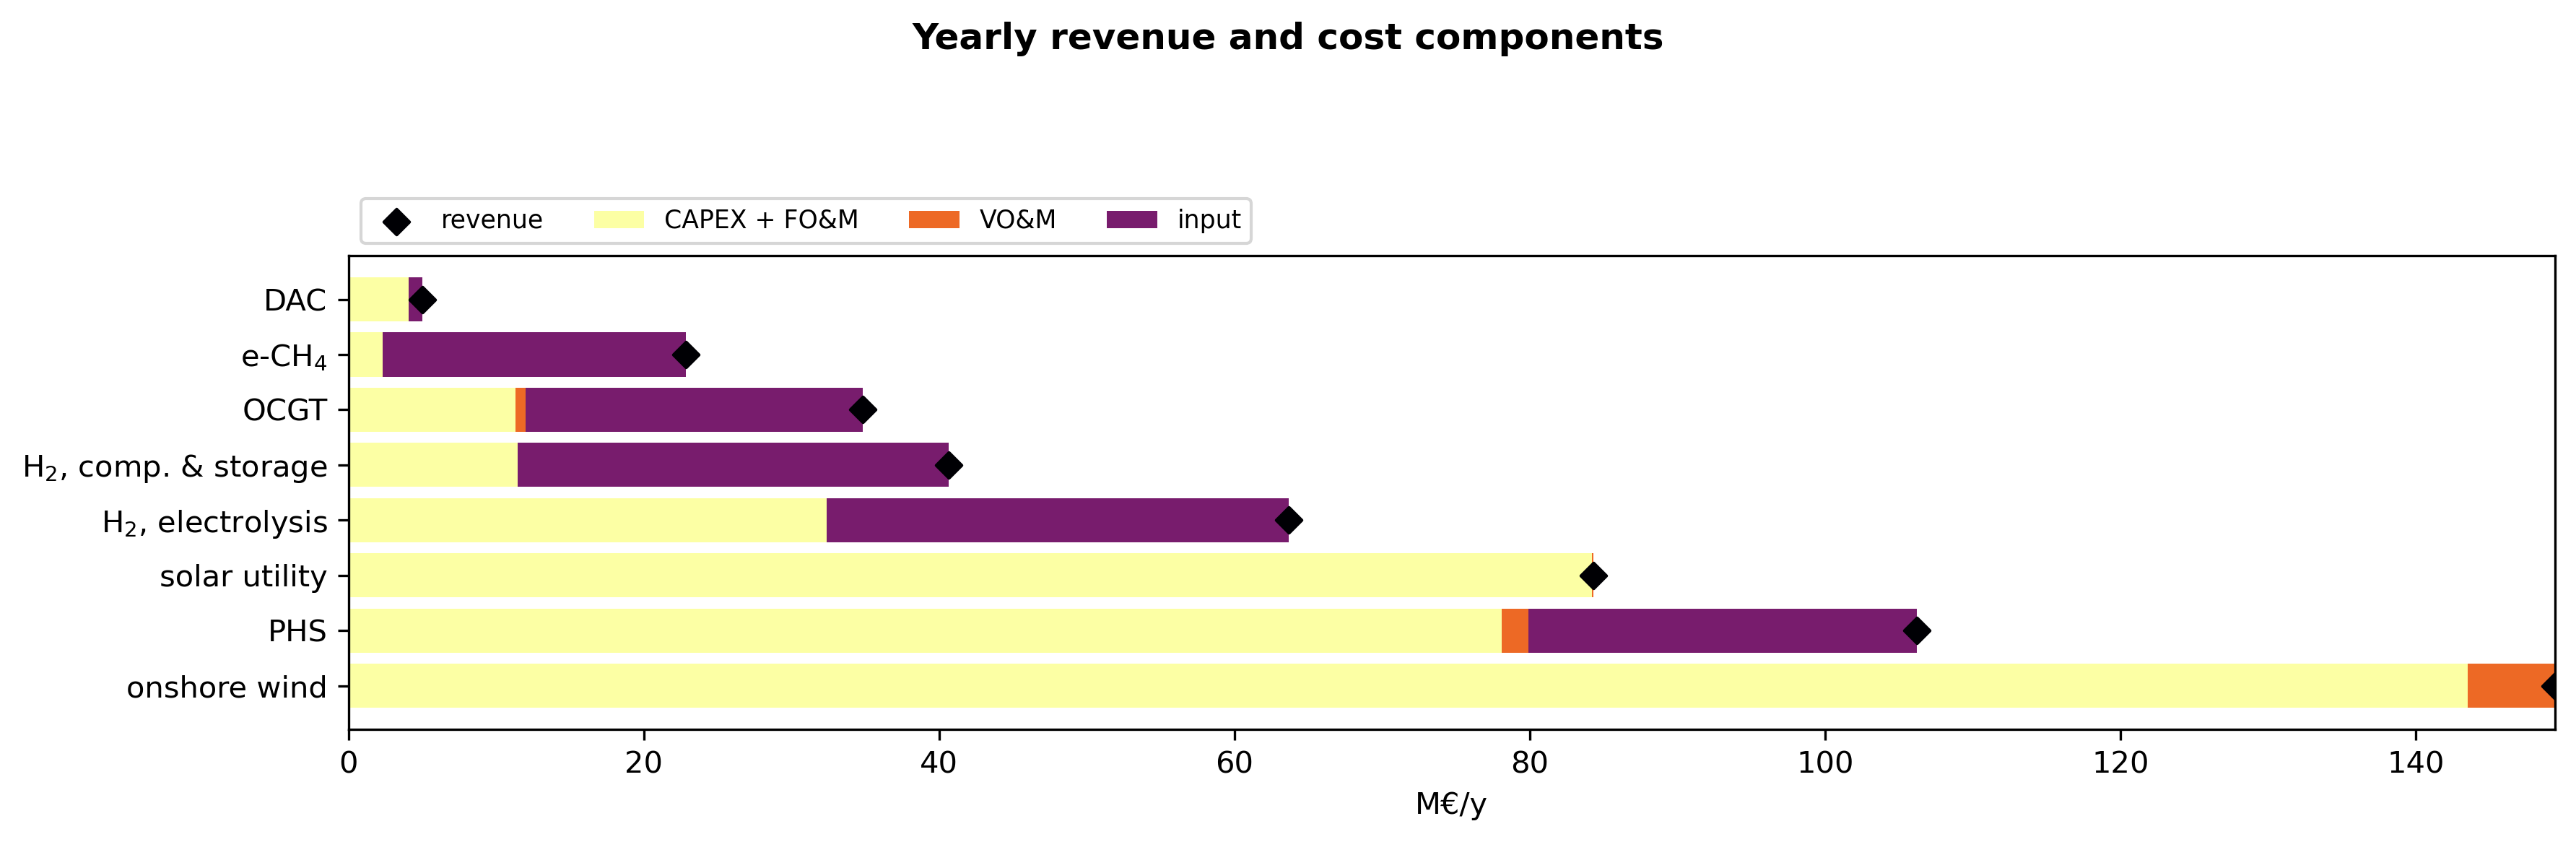 Yearly revenue and cost components
revenue CAPEX + FO&M VO&M input
DAC
e-CH₄
OCGT
H₂, comp. & storage
H₂, electrolysis
solar utility
PHS
onshore wind
0 20 40 60 80 100 120 140
M€/y